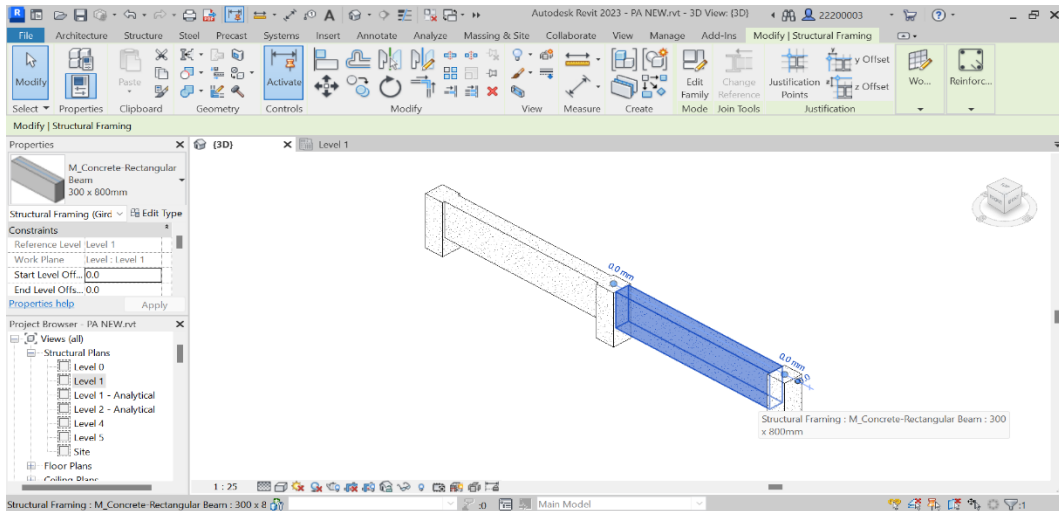 Autodesk Revit 2023 - PA NEW.rvt - 3D View: {3D}
22200003
File Architecture Structure Steel Precast Systems Insert Annotate Analyze Massing & Site Collaborate View Manage Add-Ins Modify | Structural Framing
Modify
Paste
Activate
Edit Family
Change Reference
Justification Points
y Offset
z Offset
Wo...
Reinforc...
Select Properties Clipboard Geometry Controls Modify View Measure Create Mode Join Tools Justification
Modify | Structural Framing
Properties
{3D}
Level 1
M_Concrete-Rectangular
Beam
300 x 800mm
Structural Framing (Gird
Edit Type
Constraints
Reference Level Level 1
Work Plane Level : Level 1
Start Level Off... 0.0
End Level Offs... 0.0
Properties help Apply
Project Browser - PA NEW.rvt
Views (all)
Structural Plans
Level 0
Level 1
Level 1 - Analytical
Level 2 - Analytical
Level 4
Level 5
Site
Floor Plans
Ceiling Plans
0.0 mm
0.0 mm
Structural Framing : M_Concrete-Rectangular Beam : 300
x 800mm
1 : 25
Structural Framing : M_Concrete-Rectangular Beam : 300 x 8
:0
Main Model
:1